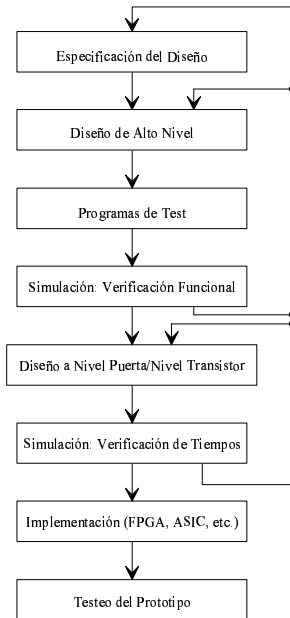 Especificación del Diseño
Diseño de Alto Nivel
Programas de Test
Simulación: Verificación Funcional
Diseño a Nivel Puerta/Nivel Transistor
Simulación: Verificación de Tiempos
Implementación (FPGA, ASIC, etc.)
Testeo del Prototipo